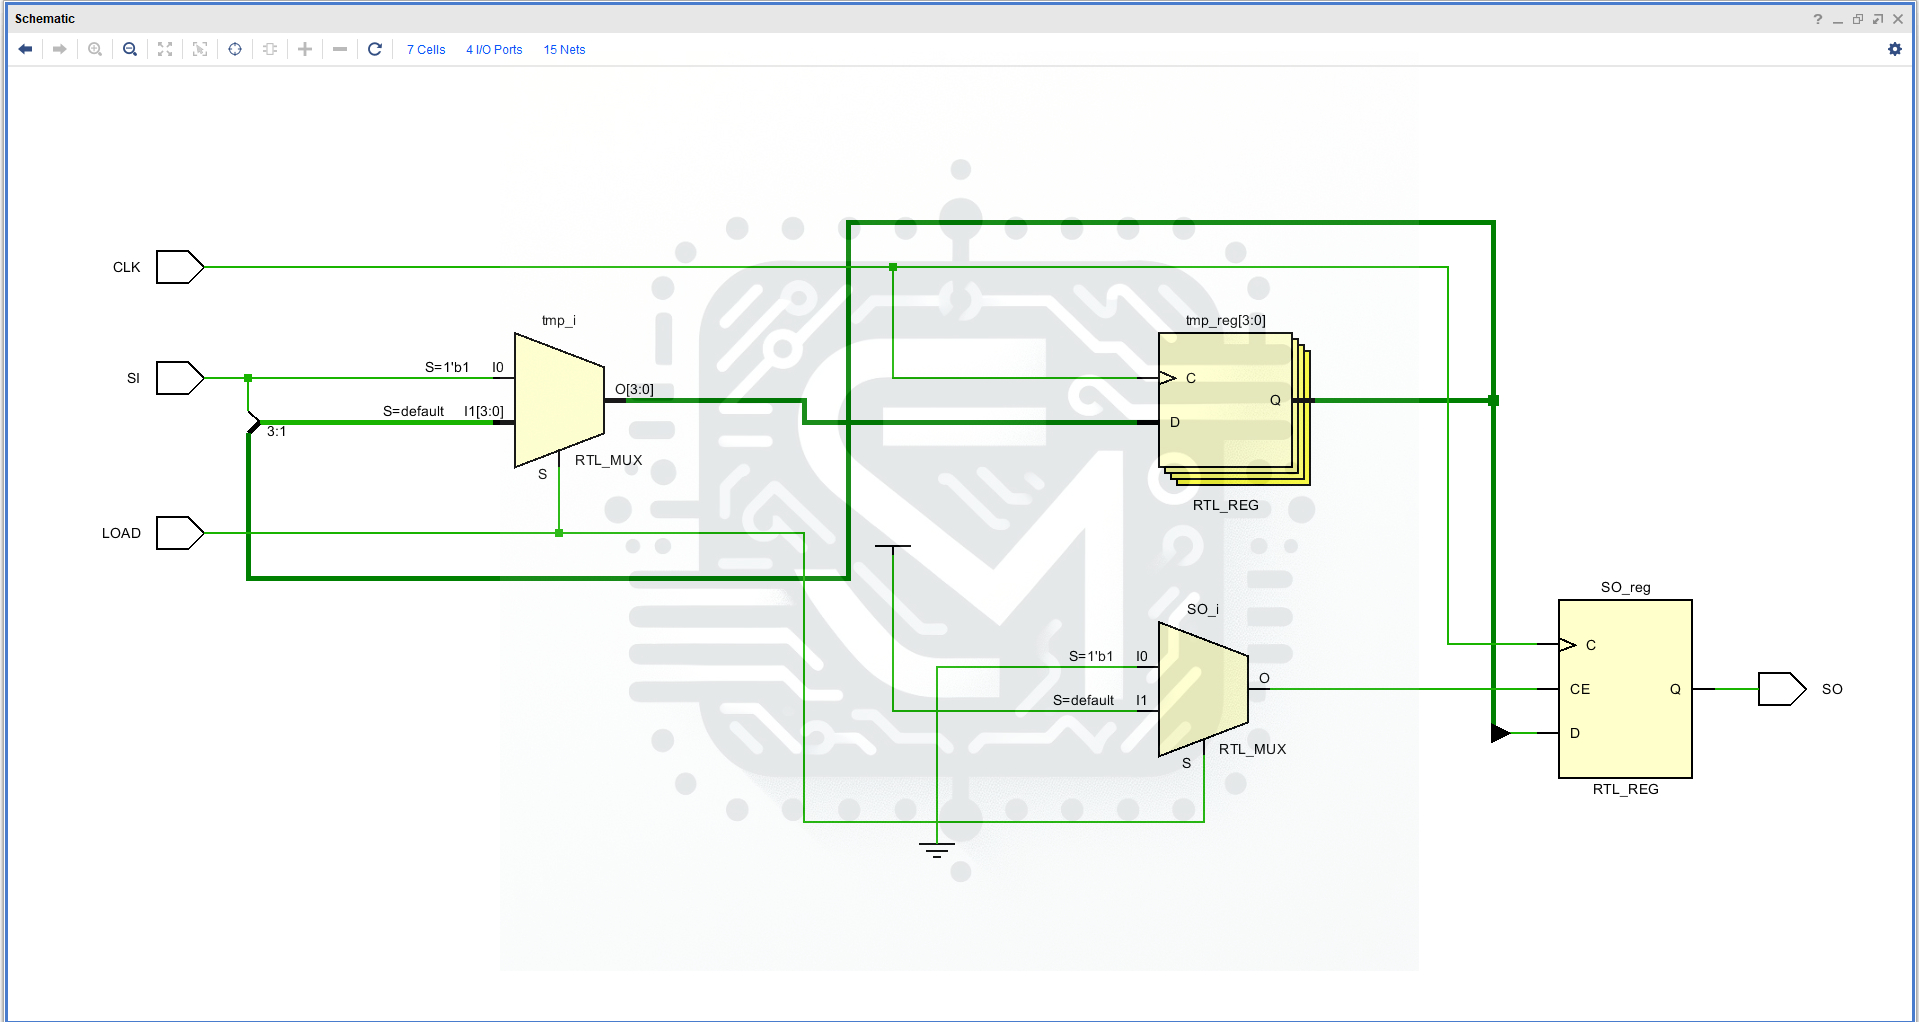 Schematic
7 Cells 4 I/O Ports 15 Nets
CLK
SI
LOAD
tmp_i
S=1'b1 I0
S=default I1[3:0]
O[3:0]
3:1
S
RTL_MUX
tmp_reg[3:0]
C
Q
D
RTL_REG
SO_i
S=1'b1 I0
S=default I1
O
S
RTL_MUX
SO_reg
C
CE
Q
D
RTL_REG
SO